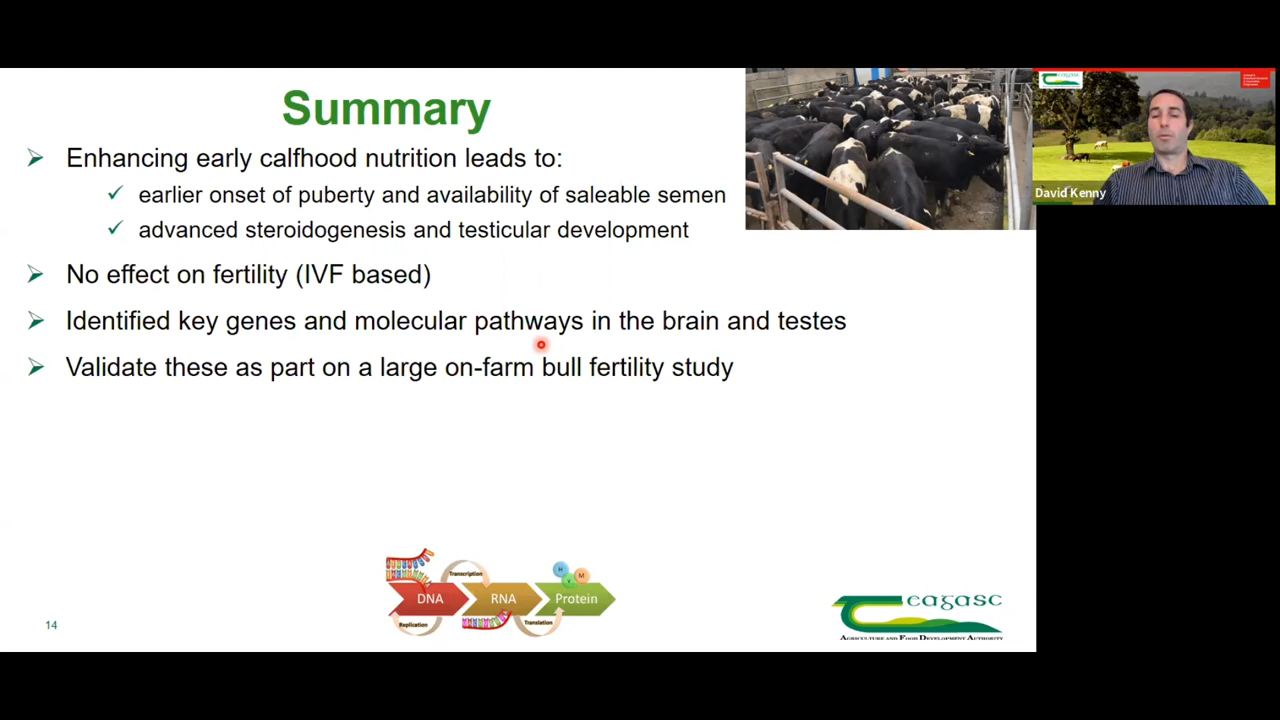 Summary
Enhancing early calfhood nutrition leads to:
earlier onset of puberty and availability of saleable semen
advanced steroidogenesis and testicular development
No effect on fertility (IVF based)
Identified key genes and molecular pathways in the brain and testes
Validate these as part on a large on-farm bull fertility study
David Kenny
eagasc
Transcription
H
M
DNA
RNA
Protein
Replication
Translation
14
eagasc
AGRICULTURE AND FOOD DEVELOPMENT AUTHORITY